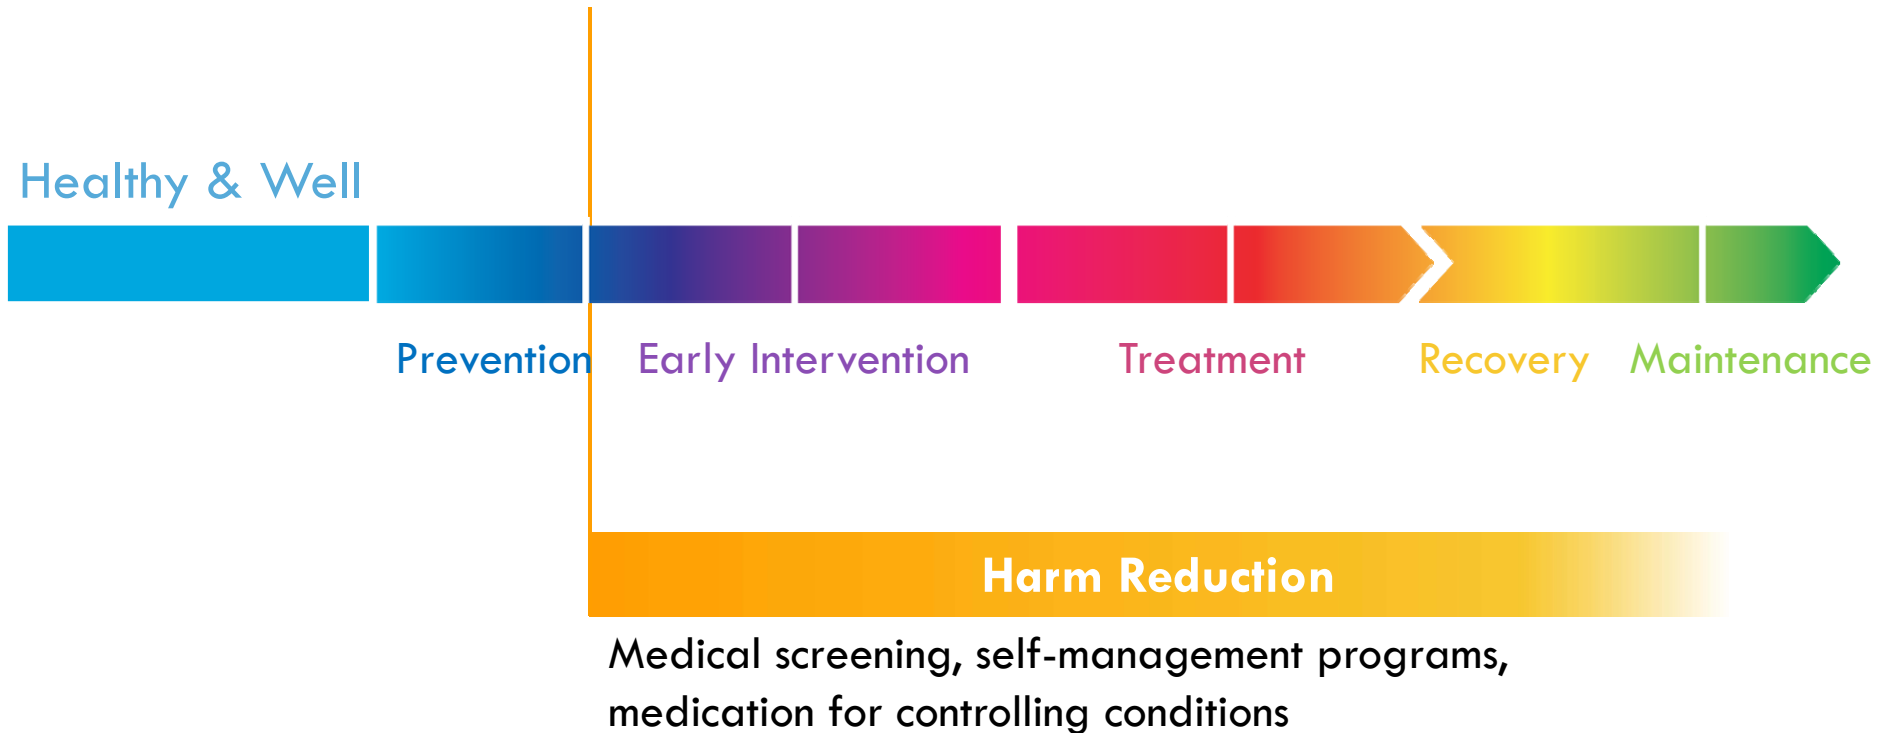 Healthy & Well
Prevention
Early Intervention
Treatment
Recovery
Maintenance
Harm Reduction
Medical screening, self-management programs,
medication for controlling conditions